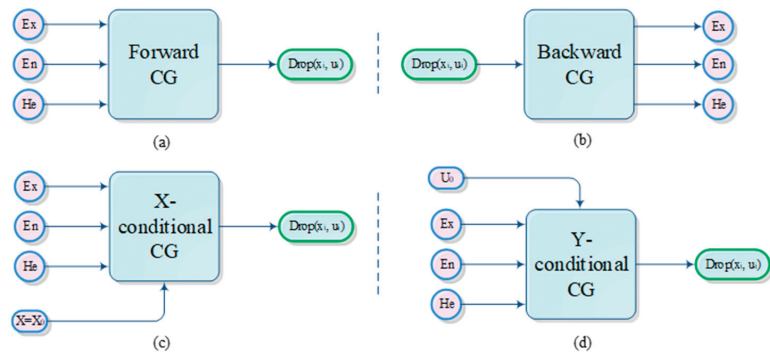 Ex
En
He
Forward
CG
Drop(xᵢ, uᵢ)
(a)
Drop(xᵢ, uᵢ)
Backward
CG
Ex
En
He
(b)
Ex
En
He
X-
conditional
CG
Drop(xᵢ, uᵢ)
X=X₀
(c)
U₀
Ex
En
He
Y-
conditional
CG
Drop(xᵢ, uᵢ)
(d)